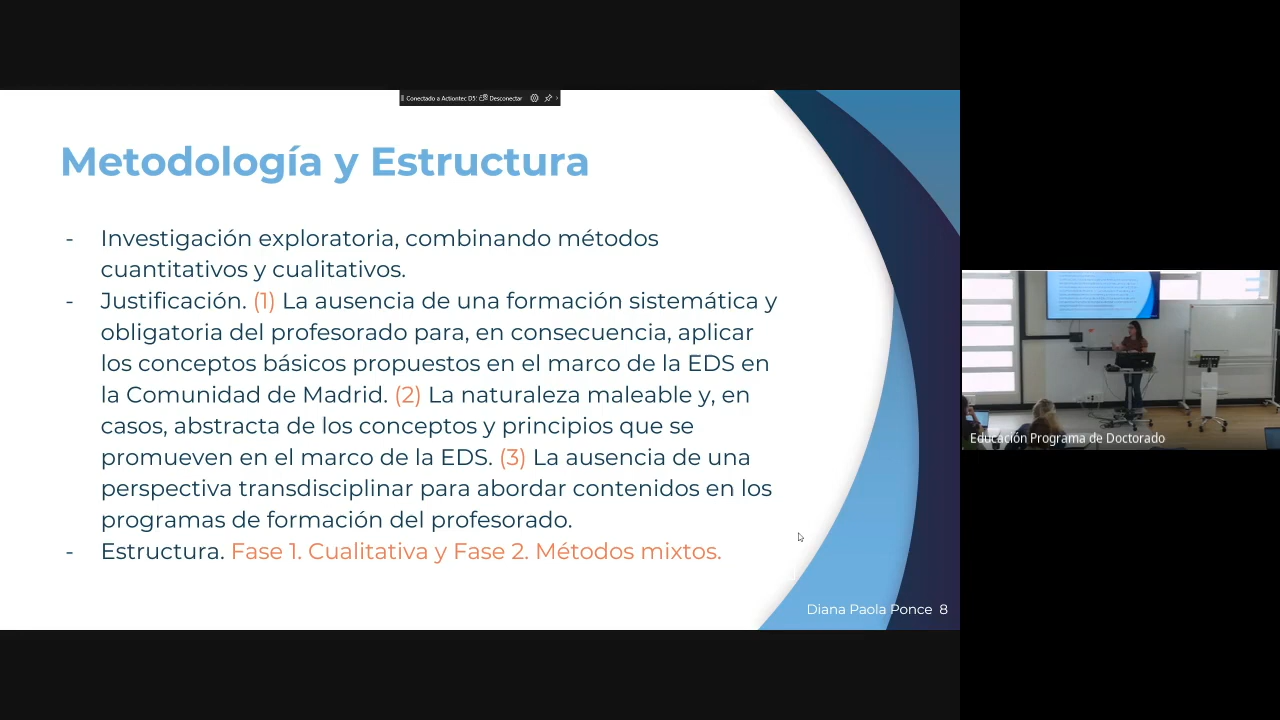 Conectado a Actiontec DS: Desconectar
Metodología y Estructura
- Investigación exploratoria, combinando métodos
cuantitativos y cualitativos.
- Justificación. (1) La ausencia de una formación sistemática y
obligatoria del profesorado para, en consecuencia, aplicar
los conceptos básicos propuestos en el marco de la EDS en
la Comunidad de Madrid. (2) La naturaleza maleable y, en
casos, abstracta de los conceptos y principios que se
promueven en el marco de la EDS. (3) La ausencia de una
perspectiva transdisciplinar para abordar contenidos en los
programas de formación del profesorado.
- Estructura. Fase 1. Cualitativa y Fase 2. Métodos mixtos.
Diana Paola Ponce 8
Educación Programa de Doctorado